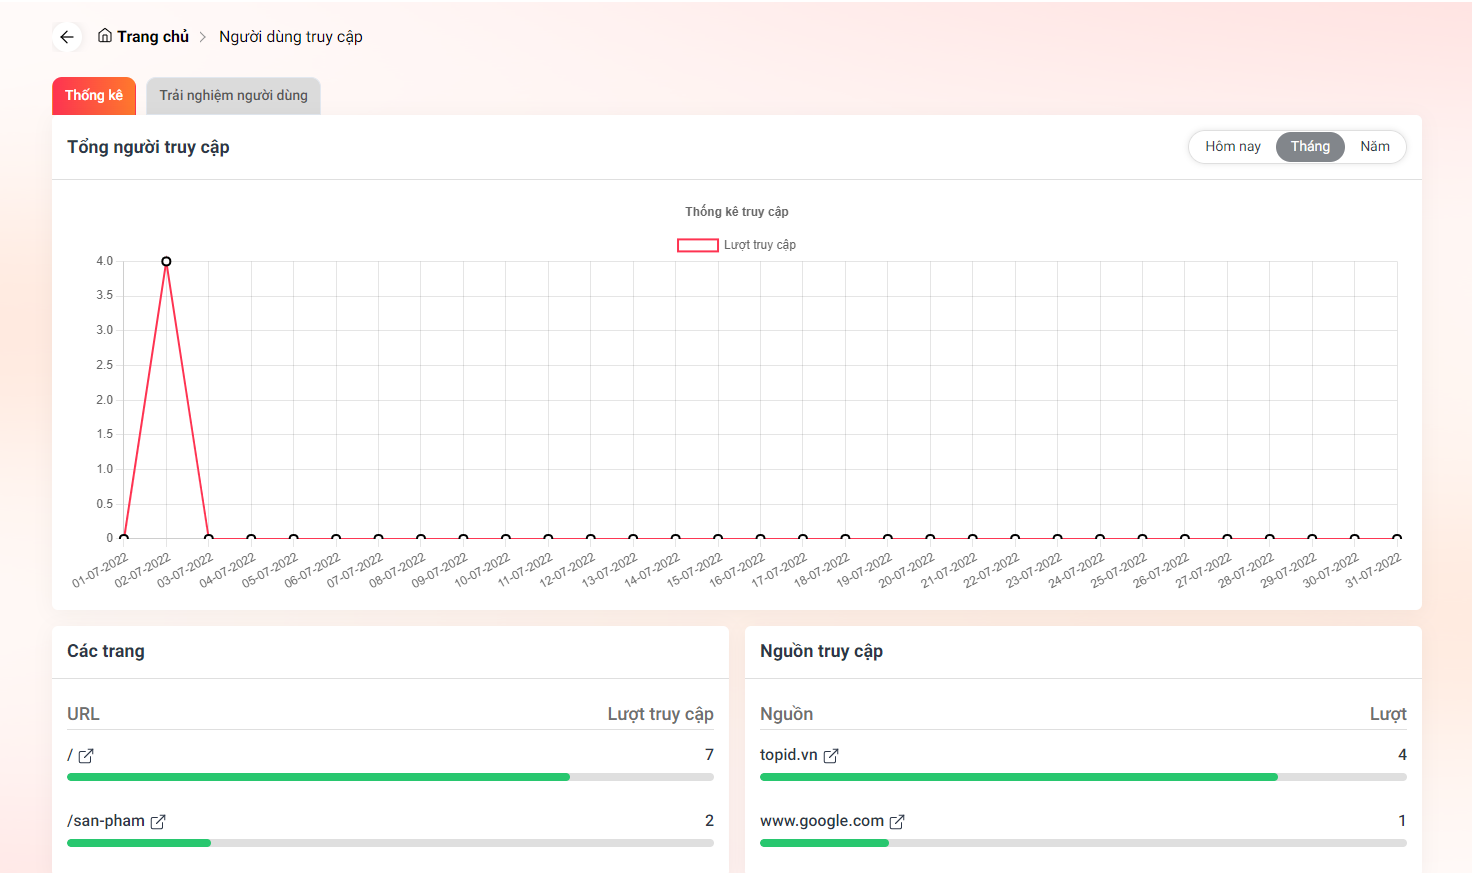 Trang chủ > Người dùng truy cập
Thống kê Trải nghiệm người dùng
Tổng người truy cập Hôm nay Tháng Năm
Thống kê truy cập
Lượt truy cập
4.0
3.5
3.0
2.5
2.0
1.5
1.0
0.5
0
01-07-2022 02-07-2022 03-07-2022 04-07-2022 05-07-2022 06-07-2022 07-07-2022 08-07-2022 09-07-2022 10-07-2022 11-07-2022 12-07-2022 13-07-2022 14-07-2022 15-07-2022 16-07-2022 17-07-2022 18-07-2022 19-07-2022 20-07-2022 21-07-2022 22-07-2022 23-07-2022 24-07-2022 25-07-2022 26-07-2022 27-07-2022 28-07-2022 29-07-2022 30-07-2022 31-07-2022
Các trang
URL Lượt truy cập
/ 7
/san-pham 2
Nguồn truy cập
Nguồn Lượt
topid.vn 4
www.google.com 1